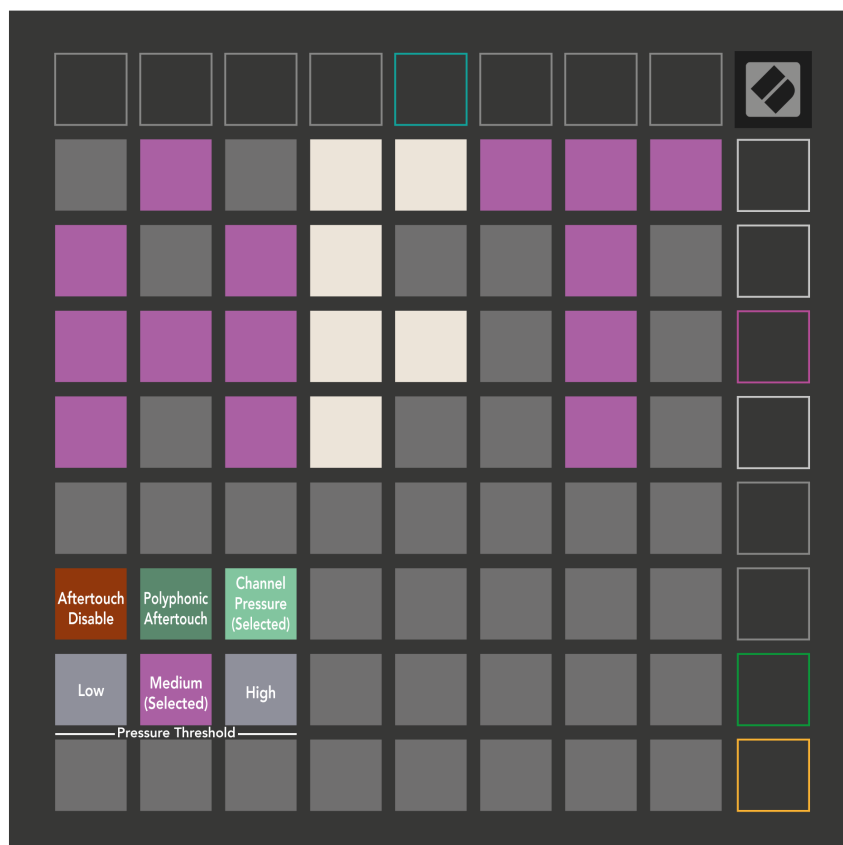 Aftertouch
Disable
Polyphonic
Aftertouch
Channel
Pressure
(Selected)
Low
Medium
(Selected)
High
Pressure Threshold